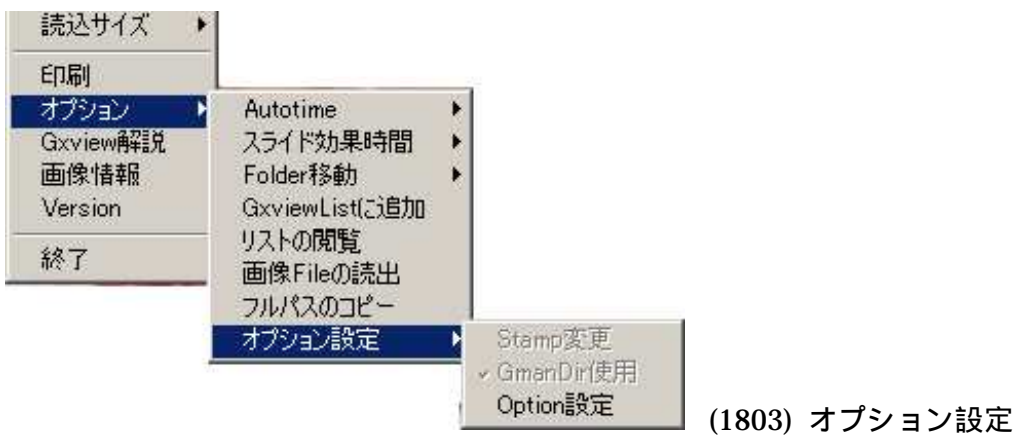 読込サイズ
印刷
オプション
Gxview解説
画像情報
Version
終了
Autotime
スライド効果時間
Folder移動
GxviewListに追加
リストの閲覧
画像Fileの読出
フルパスのコピー
オプション設定
Stamp変更
GmanDir使用
Option設定
(1803) オプション設定